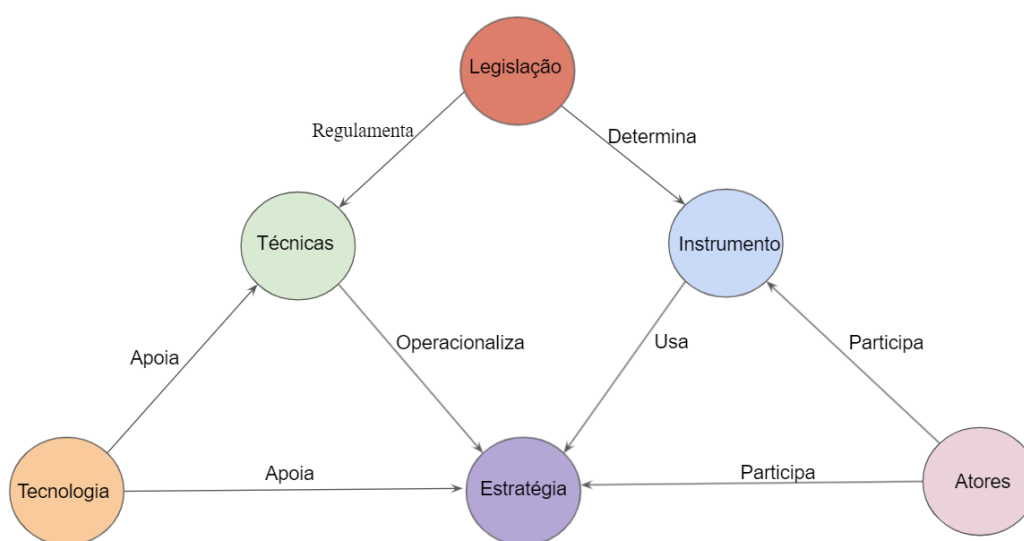 Legislação
Regulamenta
Determina
Técnicas
Instrumento
Apoia
Operacionaliza
Usa
Participa
Tecnologia
Apoia
Estratégia
Participa
Atores